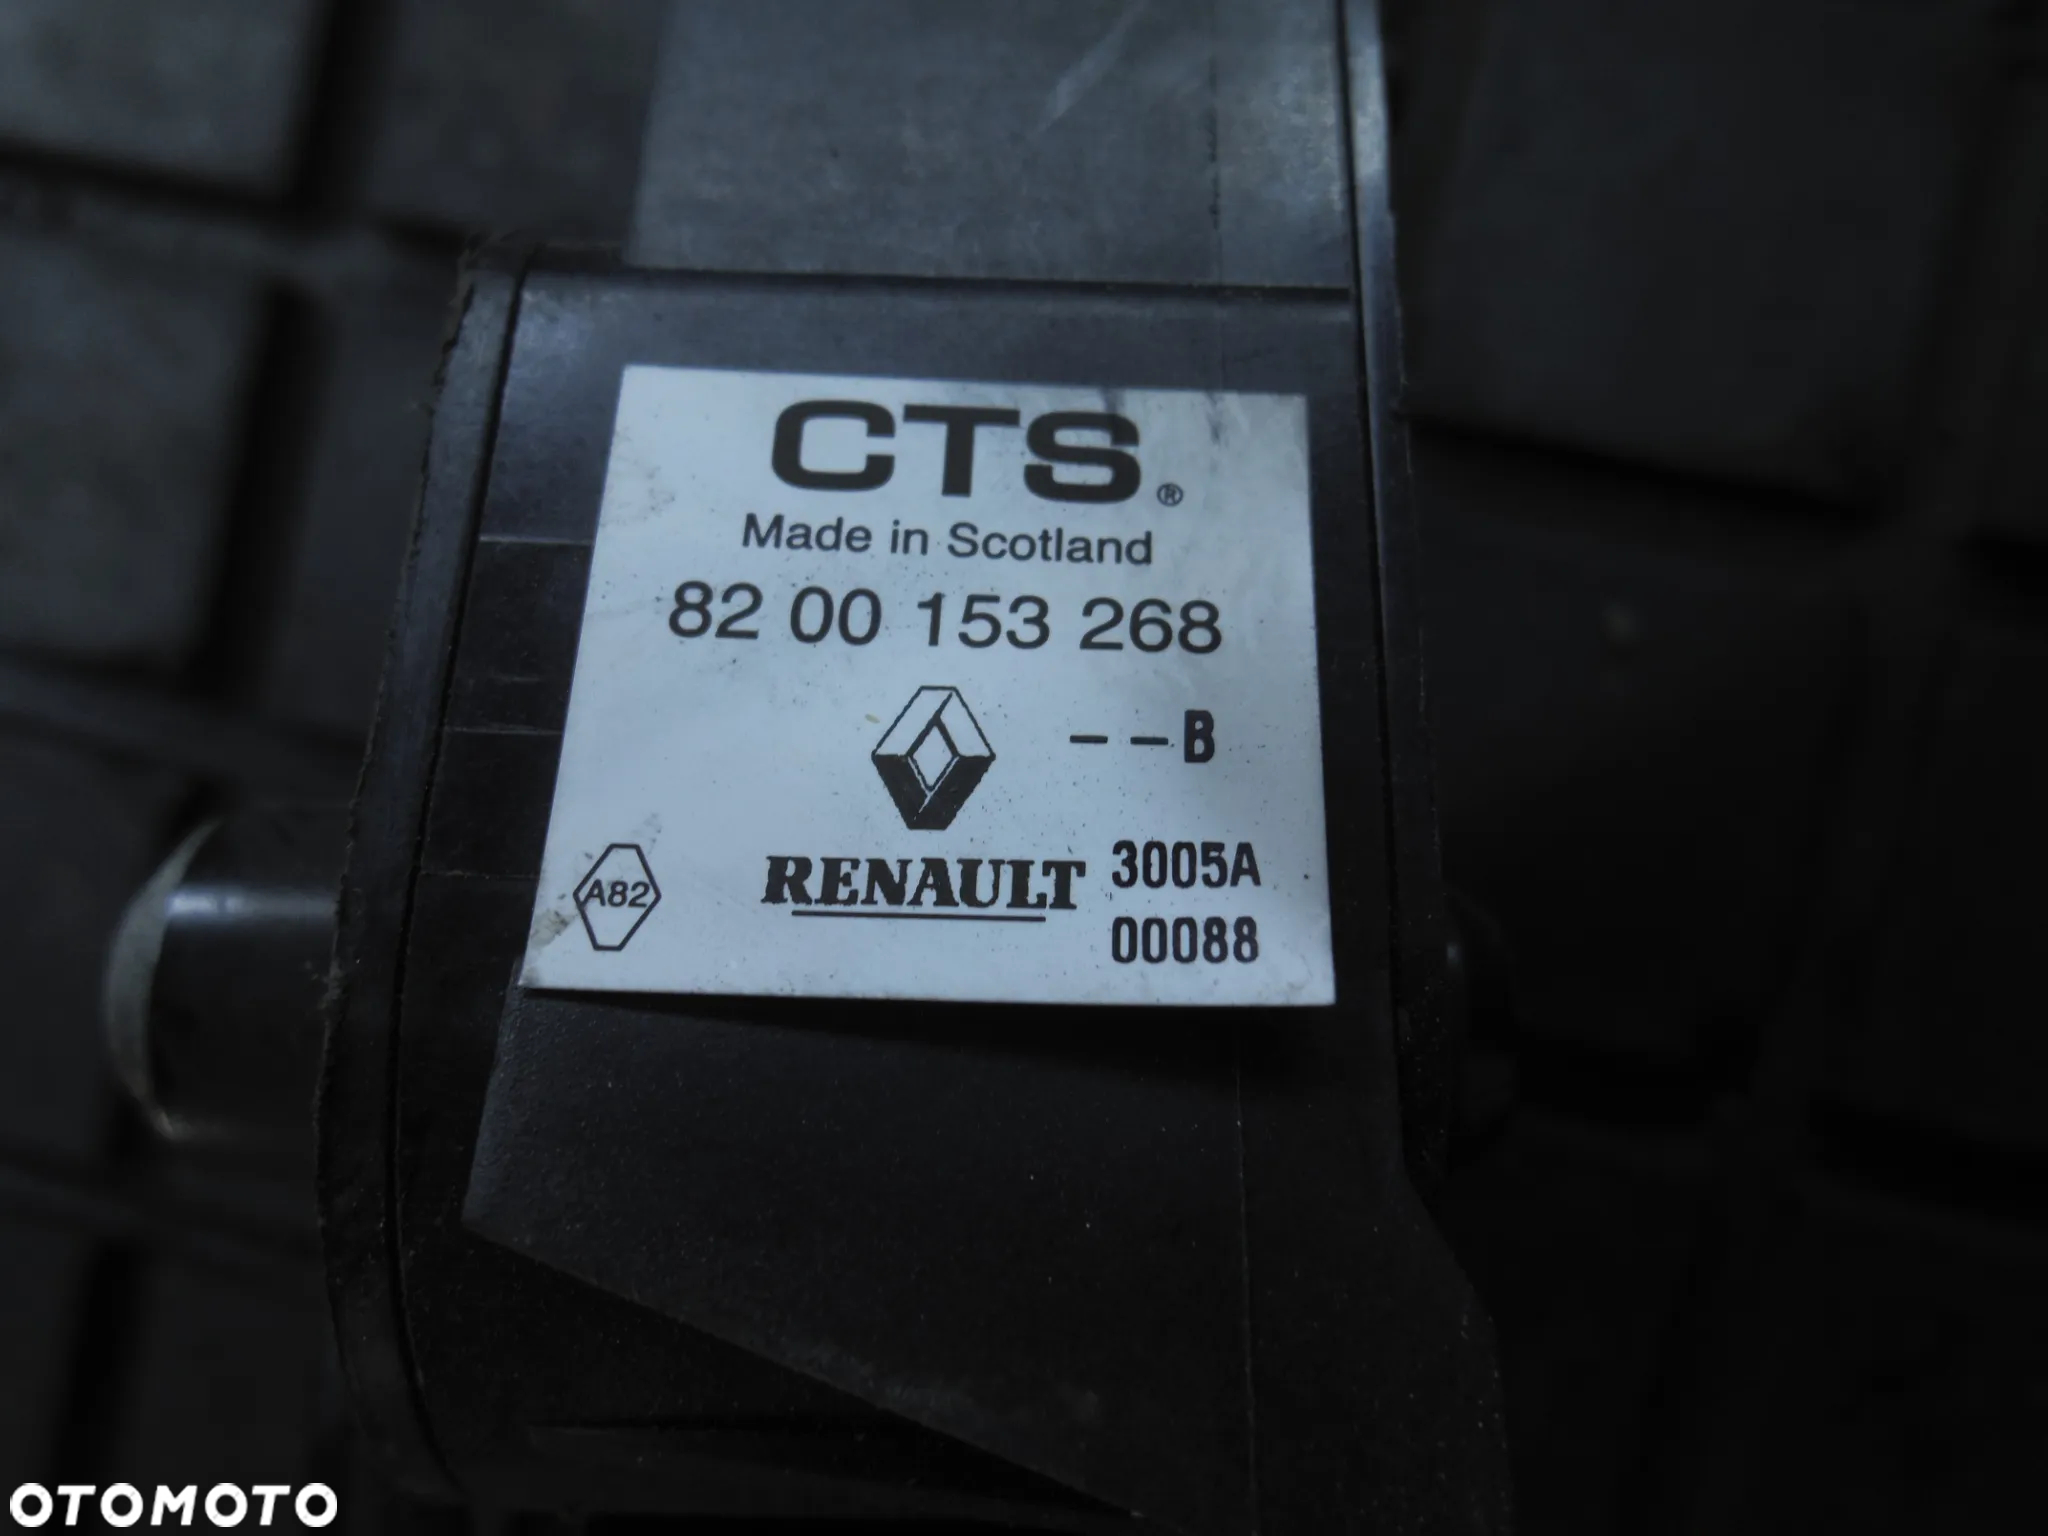 CTS®
Made in Scotland
82 00 153 268
--B
A82
RENAULT
3005A
00088
OTOMOTO